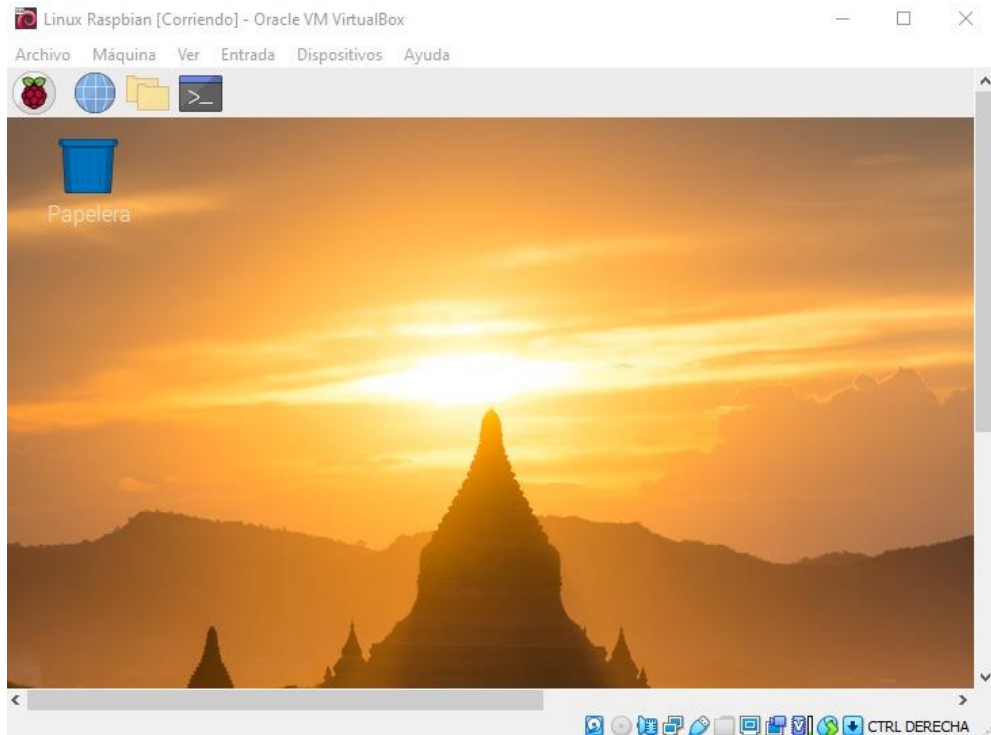 Linux Raspbian [Corriendo] - Oracle VM VirtualBox
Archivo Máquina Ver Entrada Dispositivos Ayuda
>_
Papelera
CTRL DERECHA